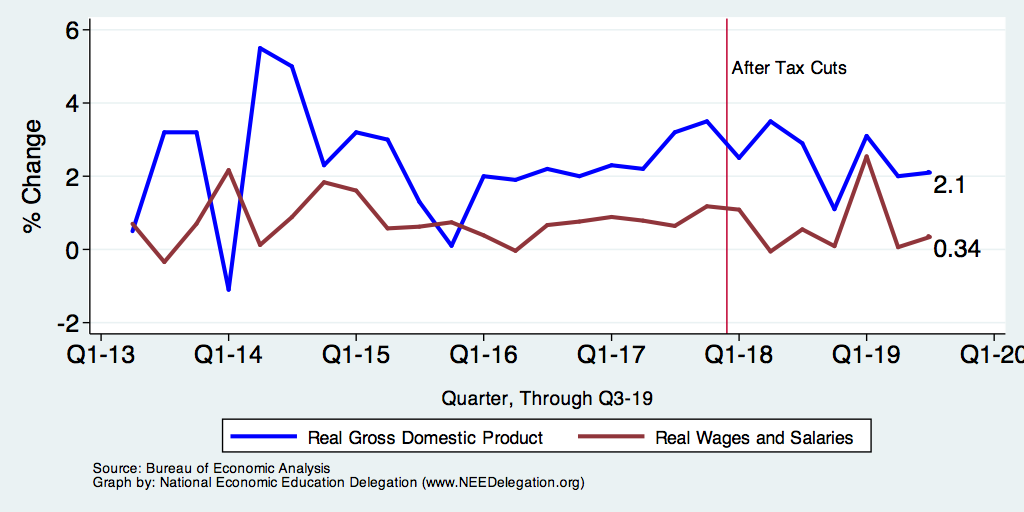 6
After Tax Cuts
4
% Change
2
2.1
0
0.34
-2
Q1-13 Q1-14 Q1-15 Q1-16 Q1-17 Q1-18 Q1-19 Q1-20
Quarter, Through Q3-19
Real Gross Domestic Product Real Wages and Salaries
Source: Bureau of Economic Analysis
Graph by: National Economic Education Delegation (www.NEEDelegation.org)